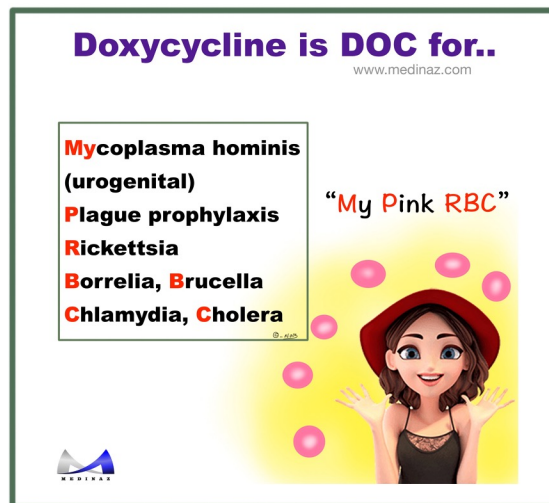 Doxycycline is DOC for..
www.medinaz.com
Mycoplasma hominis
(urogenital)
Plague prophylaxis
Rickettsia
Borrelia, Brucella
Chlamydia, Cholera
“My Pink RBC”
MEDINAZ